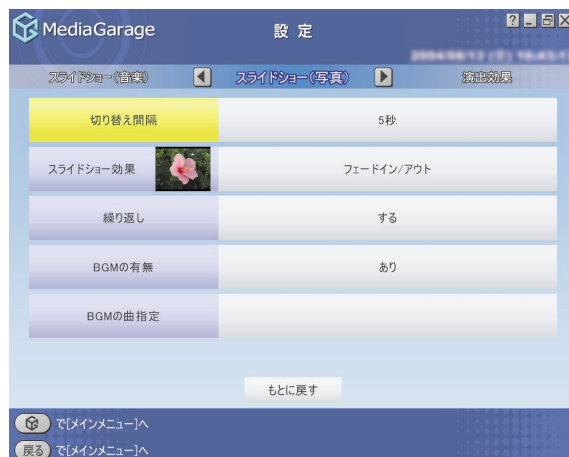 MediaGarage
設定
スライドショー(音楽)
スライドショー(写真)
演出効果
切り替え間隔
5秒
スライドショー効果
フェードイン/アウト
繰り返し
する
BGMの有無
あり
BGMの曲指定
もとに戻す
で[メインメニュー]へ
戻る で[メインメニュー]へ